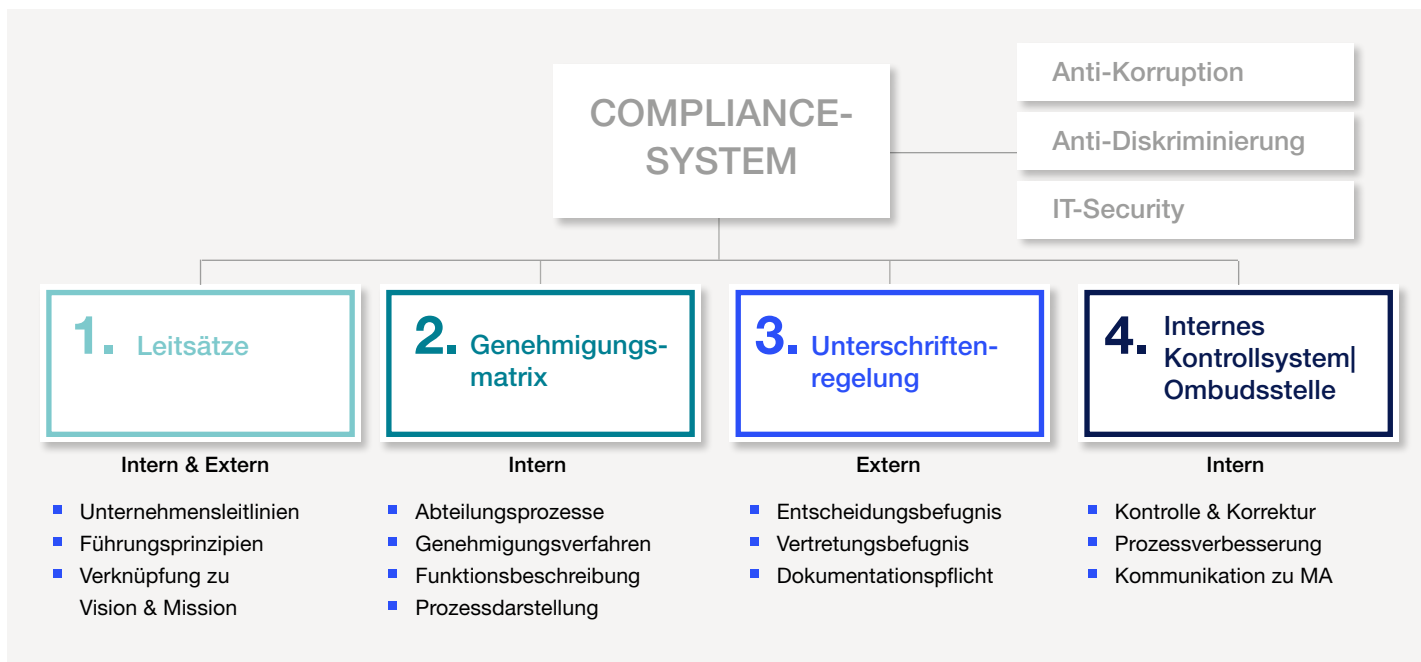 COMPLIANCE-
SYSTEM
Anti-Korruption
Anti-Diskriminierung
IT-Security
1. Leitsätze
Intern & Extern
Unternehmensleitlinien
Führungsprinzipien
Verknüpfung zu
Vision & Mission
2. Genehmigungs-
matrix
Intern
Abteilungsprozesse
Genehmigungsverfahren
Funktionsbeschreibung
Prozessdarstellung
3. Unterschriften-
regelung
Extern
Entscheidungsbefugnis
Vertretungsbefugnis
Dokumentationspflicht
4. Internes
Kontrollsystem|
Ombudsstelle
Intern
Kontrolle & Korrektur
Prozessverbesserung
Kommunikation zu MA